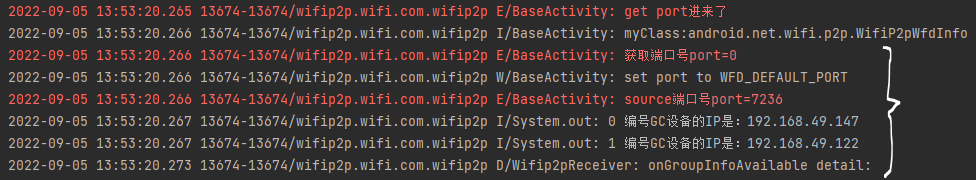 2022-09-05 13:53:20.265 13674-13674/wifip2p.wifi.com.wifip2p E/BaseActivity: get port进来了
2022-09-05 13:53:20.266 13674-13674/wifip2p.wifi.com.wifip2p I/BaseActivity: myClass:android.net.wifi.p2p.WifiP2pWfdInfo
2022-09-05 13:53:20.266 13674-13674/wifip2p.wifi.com.wifip2p E/BaseActivity: 获取端口号port=0
2022-09-05 13:53:20.266 13674-13674/wifip2p.wifi.com.wifip2p W/BaseActivity: set port to WFD_DEFAULT_PORT
2022-09-05 13:53:20.266 13674-13674/wifip2p.wifi.com.wifip2p E/BaseActivity: source端口号port=7236
2022-09-05 13:53:20.267 13674-13674/wifip2p.wifi.com.wifip2p I/System.out: 0 编号GC设备的IP是: 192.168.49.147
2022-09-05 13:53:20.267 13674-13674/wifip2p.wifi.com.wifip2p I/System.out: 1 编号GC设备的IP是: 192.168.49.122
2022-09-05 13:53:20.273 13674-13674/wifip2p.wifi.com.wifip2p D/Wifip2pReceiver: onGroupInfoAvailable detail: